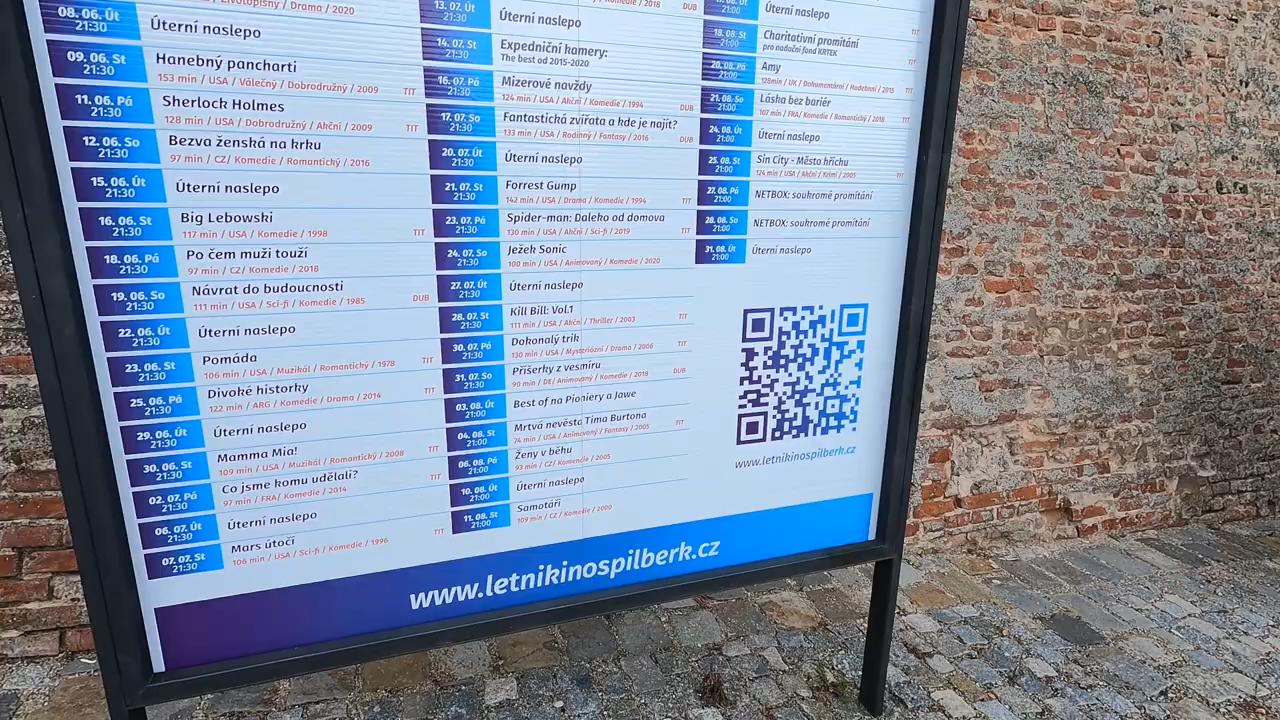 Životopisný / Drama / 2020
08. 06. Út
21:30
Úterní naslepo
09. 06. St
21:30
Hanebný pancharti
153 min / USA / Válečný / Dobrodružný / 2009
TIT
11. 06. Pá
21:30
Sherlock Holmes
128 min / USA / Dobrodružný / Akční / 2009
TIT
12. 06. So
21:30
Bezva ženská na krku
97 min / CZ/ Komedie / Romantický / 2016
15. 06. Út
21:30
Úterní naslepo
16. 06. St
21:30
Big Lebowski
117 min / USA / Komedie / 1998
TIT
18. 06. Pá
21:30
Po čem muži touží
97 min / CZ/ Komedie / 2018
19. 06. So
21:30
Návrat do budoucnosti
111 min / USA / Sci-fi / Komedie / 1985
DUB
22. 06. Út
21:30
Úterní naslepo
23. 06. St
21:30
Pomáda
106 min / USA / Muzikál / Romantický / 1978
TIT
25. 06. Pá
21:30
Divoké historky
122 min / ARG / Komedie / Drama / 2014
TIT
29. 06. Út
21:30
Úterní naslepo
30. 06. St
21:30
Mamma Mia!
109 min / USA / Muzikál / Romantický / 2008
TIT
02. 07. Pá
21:30
Co jsme komu udělali?
97 min / FRA/ Komedie / 2014
TIT
06. 07. Út
21:30
Úterní naslepo
07. 07. St
21:30
Mars útočí
106 min / USA / Sci-fi / Komedie / 1996
TIT
Komedie / 2018
DUB
13. 07. Út
21:30
Úterní naslepo
14. 07. St
21:30
Expediční kamery:
The best od 2015-2020
16. 07. Pá
21:30
Mizerové navždy
124 min / USA / Akční / Komedie / 1994
DUB
17. 07. So
21:30
Fantastická zvířata a kde je najít?
133 min / USA / Rodinný / Fantasy / 2016
DUB
20. 07. Út
21:30
Úterní naslepo
21. 07. St
21:30
Forrest Gump
142 min / USA / Drama / Komedie / 1994
TIT
23. 07. Pá
21:30
Spider-man: Daleko od domova
130 min / USA / Akční / Sci-fi / 2019
TIT
24. 07. So
21:30
Ježek Sonic
100 min / USA / Animovaný / Komedie / 2020
27. 07. Út
21:30
Úterní naslepo
28. 07. St
21:30
Kill Bill: Vol.1
111 min / USA / Akční / Thriller / 2003
TIT
30. 07. Pá
21:30
Dokonalý trik
130 min / USA / Mysteriózní / Drama / 2006
TIT
31. 07. So
21:30
Příšerky z vesmíru
90 min / DE/ Animovaný / Komedie / 2018
DUB
03. 08. Út
21:00
Best of na Pioniery a Jawe
04. 08. St
21:00
Mrtvá nevěsta Tima Burtona
74 min / USA / Animovaný / Fantasy / 2005
TIT
06. 08. Pá
21:00
Ženy v běhu
93 min / CZ/ Komendie / 2005
10. 08. Út
21:00
Úterní naslepo
11. 08. St
21:00
Samotáři
109 min / CZ / Komedie / 2000
21:00
Úterní naslepo
18. 08. St
21:00
Charitativní promítání
pro nadační fond KRTEK
TIT
20. 08. Pá
21:00
Amy
128min / UK / Dokumentární / Hudební / 2015
TIT
21. 08. So
21:00
Láska bez bariér
107 min / FRA/ Komedie / Romantický / 2018
TIT
24. 08. Út
21:00
Úterní naslepo
25. 08. St
21:00
Sin City - Město hříchu
124 min / USA / Akční / Krimi / 2005
TIT
27. 08. Pá
21:00
NETBOX: soukromé promítání
28. 08. So
21:00
NETBOX: soukromé promítání
31. 08. Út
21:00
Úterní naslepo
www.letnikinospilberk.cz
www.letnikinospilberk.cz